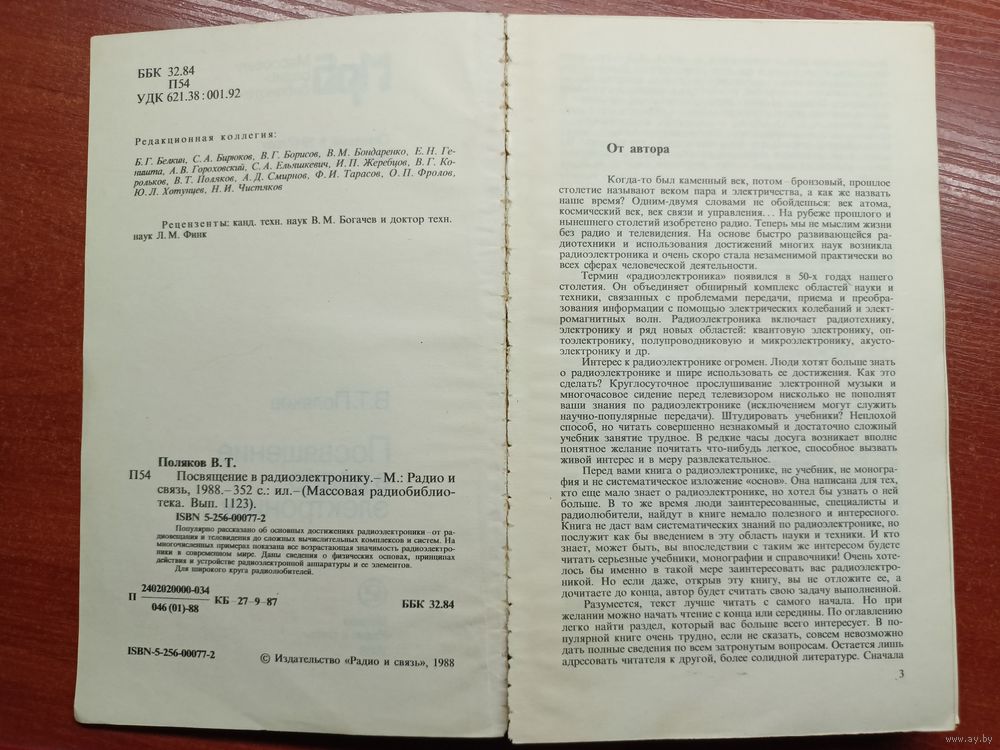 ББК 32.84
П54
УДК 621.38:001.92
Редакционная коллегия:
Б. Г. Белкин, С. А. Бирюков, В. Г. Борисов, В. М. Бондаренко, Е. Н. Ге-
ништа, А. В. Гороховский, С. А. Ельяшкевич, И. П. Жеребцов, В. Г. Ко-
рольков, В. Т. Поляков, А. Д. Смирнов, Ф. И. Тарасов, О. П. Фролов,
Ю. Л. Хотунцев, Н. И. Чистяков
Рецензенты: канд. техн. наук В. М. Богачев и доктор техн.
наук Л. М. Финк
Поляков В. Т.
П54 Посвящение в радиоэлектронику. – М.: Радио и
связь, 1988. – 352 с.: ил. – (Массовая радиобиблио-
тека. Вып. 1123).
ISBN 5-256-00077-2
Популярно рассказано об основных достижениях радиоэлектроники – от ра-
диовещания и телевидения до сложных вычислительных комплексов и систем. На
многочисленных примерах показана все возрастающая значимость радиоэлектро-
ники в современном мире. Даны сведения о физических основах, принципах
действия и устройстве радиоэлектронной аппаратуры и ее элементов.
Для широкого круга радиолюбителей.
П 2402020000-034
046 (01)-88
КБ – 27 – 9 – 87
ББК 32.84
ISBN-5-256-00077-2
© Издательство «Радио и связь», 1988
От автора
Когда-то был каменный век, потом – бронзовый, прошлое
столетие называют веком пара и электричества, а как же назвать
наше время? Одним-двумя словами не обойдешься: век атома,
космический век, век связи и управления... На рубеже прошлого и
нынешнего столетий изобретено радио. Теперь мы не мыслим жизни
без радио и телевидения. На основе быстро развивающейся ра-
диотехники и использования достижений многих наук возникла
радиоэлектроника и очень скоро стала незаменимой практически во
всех сферах человеческой деятельности.
Термин «радиоэлектроника» появился в 50-х годах нашего
столетия. Он объединяет обширный комплекс областей науки и
техники, связанных с проблемами передачи, приема и преобра-
зования информации с помощью электрических колебаний и элект-
ромагнитных волн. Радиоэлектроника включает радиотехнику,
электронику и ряд новых областей: квантовую электронику, оп-
тоэлектронику, полупроводниковую и микроэлектронику, акусто-
электронику и др.
Интерес к радиоэлектронике огромен. Люди хотят больше знать
о радиоэлектронике и шире использовать ее достижения. Как это
сделать? Круглосуточное прослушивание электронной музыки и
многочасовое сидение перед телевизором нисколько не пополнят
ваши знания по радиоэлектронике (исключением могут служить
научно-популярные передачи). Штудировать учебники? Неплохой
способ, но читать совершенно незнакомый и достаточно сложный
учебник занятие трудное. В редкие часы досуга возникает вполне
понятное желание почитать что-нибудь легкое, способное вызвать
живой интерес и в меру развлекательное.
Перед вами книга о радиоэлектронике, не учебник, не моногра-
фия и не систематическое изложение «основ». Она написана для тех,
кто еще мало знает о радиоэлектронике, но хотел бы узнать о ней
больше. В то же время люди заинтересованные, специалисты и
радиолюбители, найдут в книге немало полезного и интересного.
Книга не даст вам систематических знаний по радиоэлектронике, но
послужит как бы введением в эту область науки и техники. И кто
знает, может быть, вы впоследствии с таким же интересом будете
читать серьезные учебники, монографии и справочники! Очень хоте-
лось бы именно в такой мере заинтересовать вас радиоэлектро-
никой. Но если даже, открыв эту книгу, вы не отложите ее, а
дочитаете до конца, автор будет считать свою задачу выполненной.
Разумеется, текст лучше читать с самого начала. Но при
желании можно начать чтение с конца или середины. По оглавлению
легко найти раздел, который вас больше всего интересует. В по-
пулярной книге очень трудно, если не сказать, совсем невозможно
дать полные сведения по всем затронутым вопросам. Остается лишь
адресовать читателя к другой, более солидной литературе. Сначала
3
www.ay.by